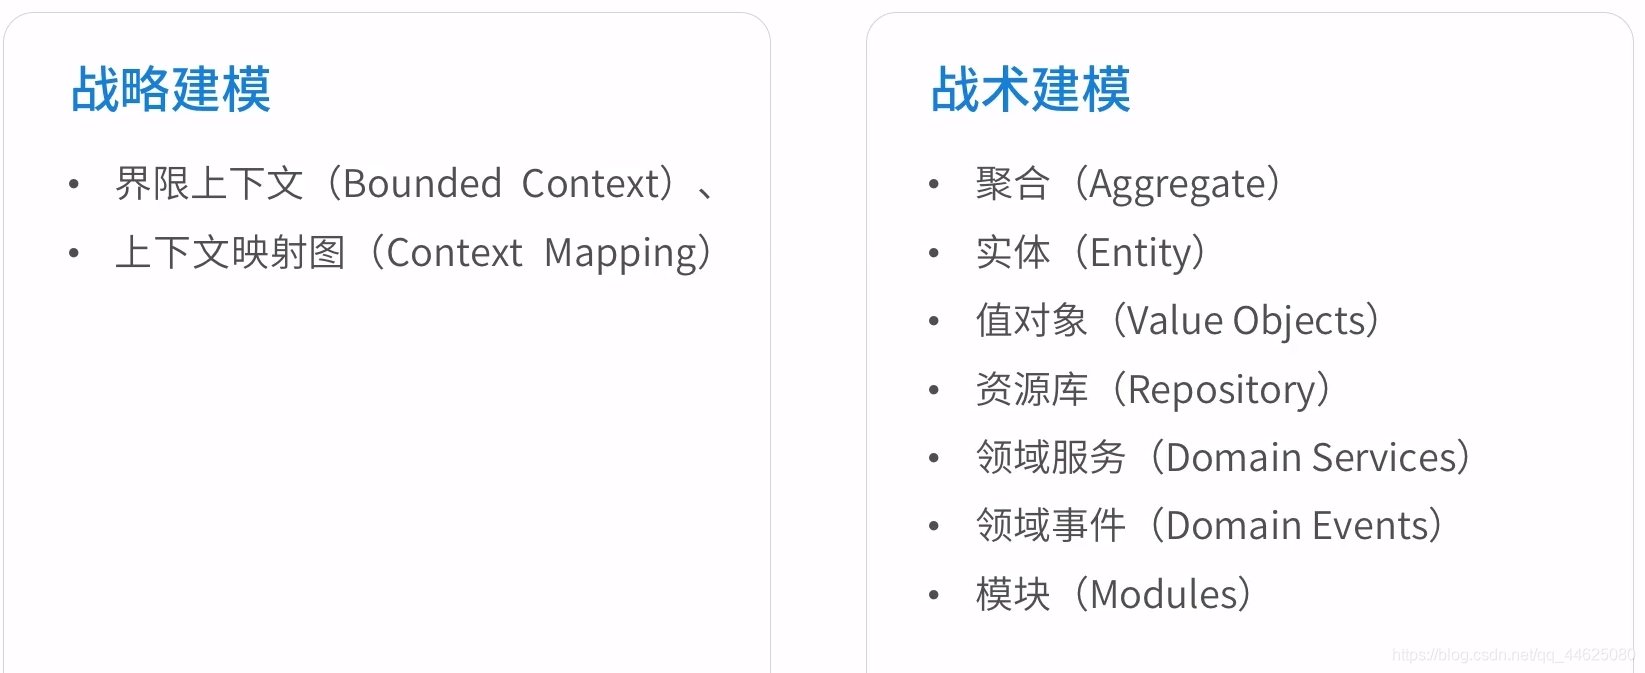 战略建模
• 界限上下文（Bounded Context）、
• 上下文映射图（Context Mapping）
战术建模
• 聚合（Aggregate）
• 实体（Entity）
• 值对象（Value Objects）
• 资源库（Repository）
• 领域服务（Domain Services）
• 领域事件（Domain Events）
• 模块（Modules）
https://blog.csdn.net/qq_44625080